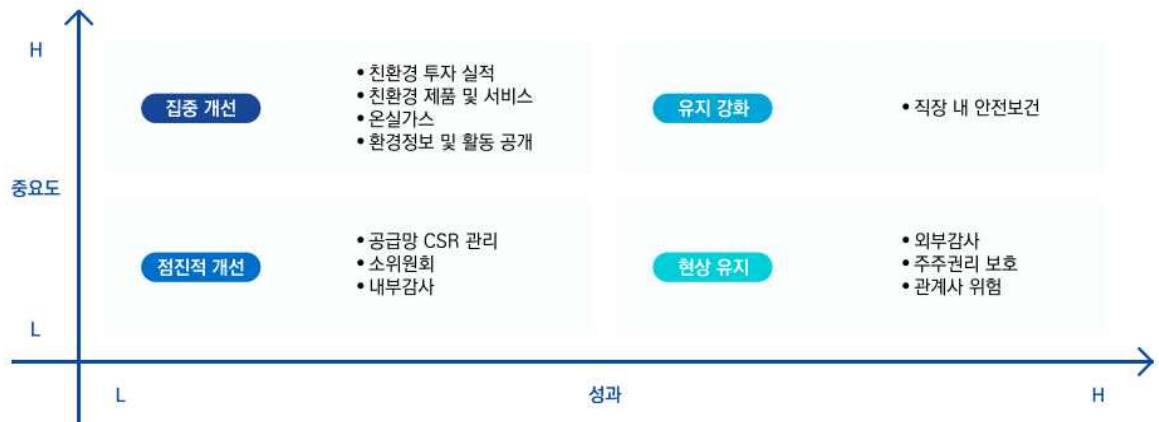 H
집중 개선
• 친환경 투자 실적
• 친환경 제품 및 서비스
• 온실가스
• 환경정보 및 활동 공개
유지 강화
• 직장 내 안전보건
중요도
점진적 개선
• 공급망 CSR 관리
• 소위원회
• 내부감사
현상 유지
• 외부감사
• 주주권리 보호
• 관계사 위험
L
L
성과
H